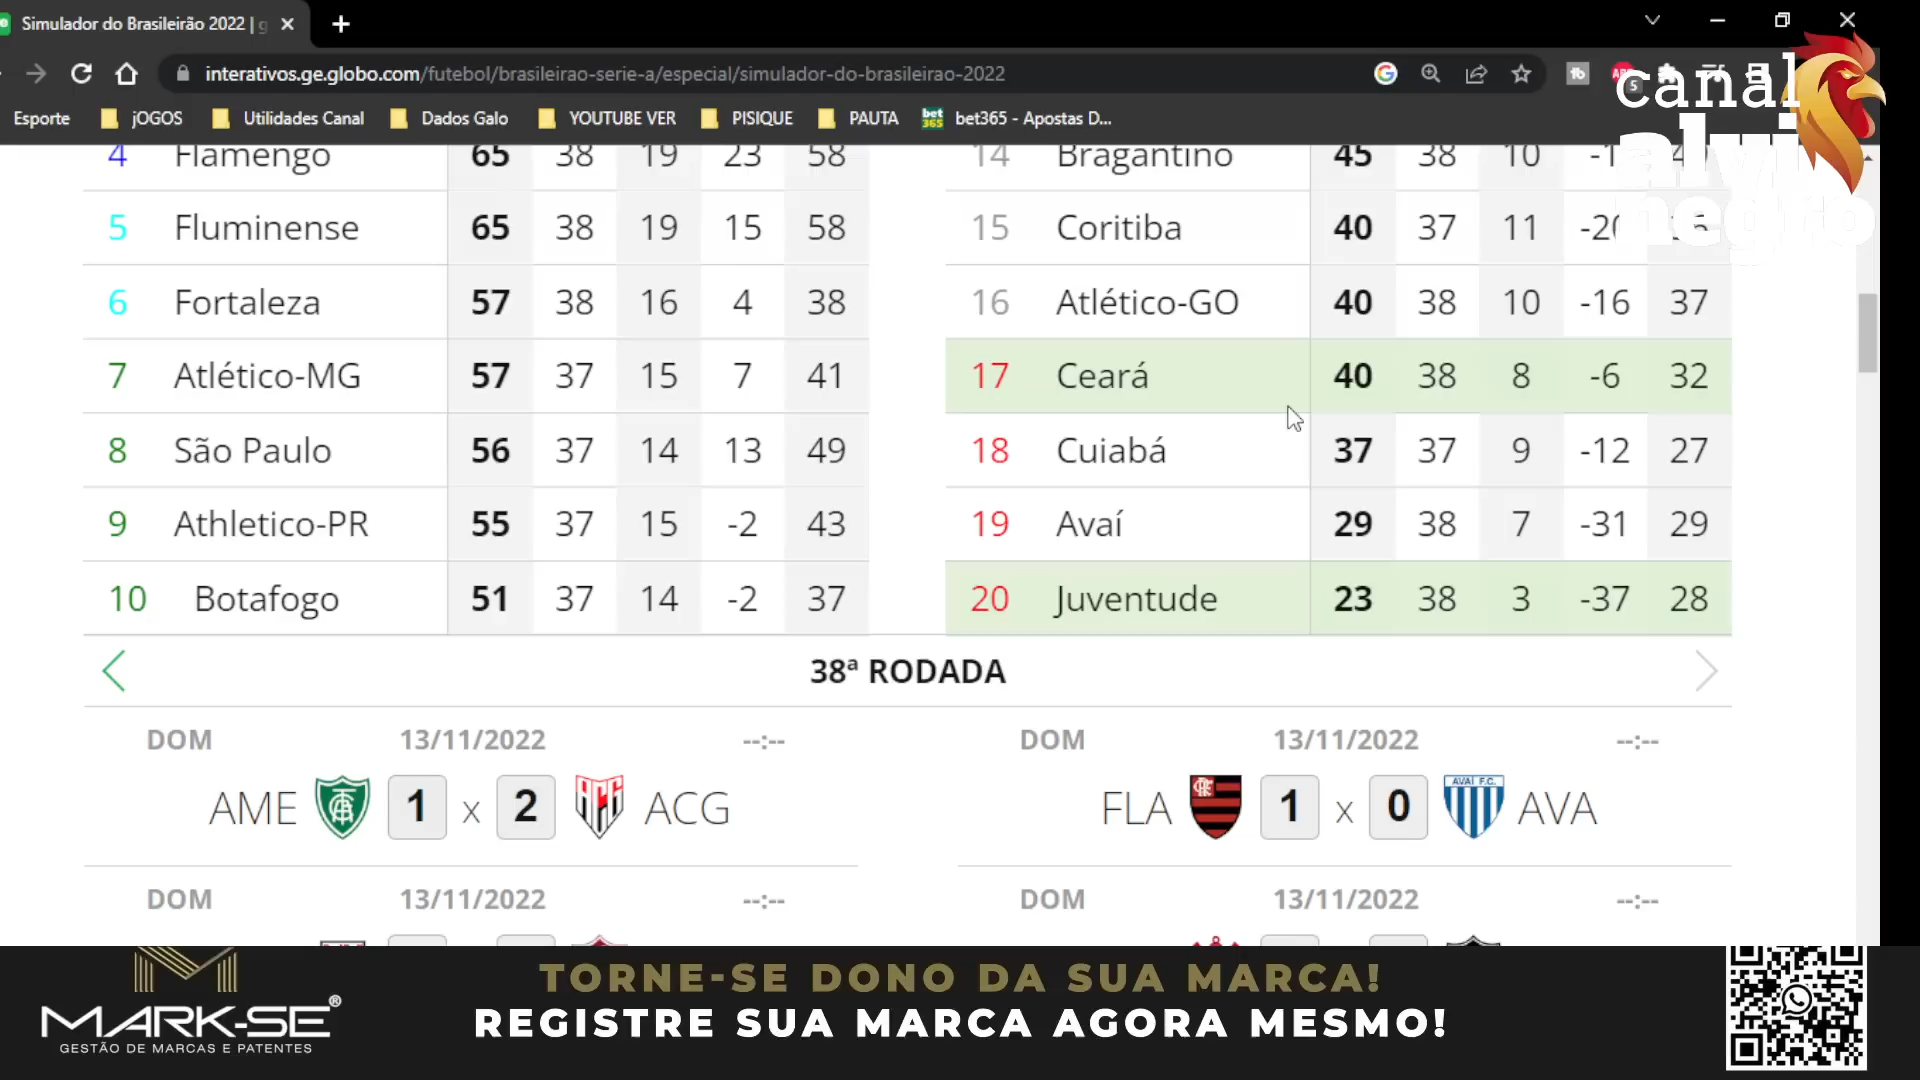 Simulador do Brasileirão 2022 |
interativos.ge.globo.com/futebol/brasileirao-serie-a/especial/simulador-do-brasileirao-2022
Esporte jOGOS Utilidades Canal Dados Galo YOUTUBE VER PISIQUE PAUTA bet365 bet365 - Apostas D...
canal
alvi
negro
4 Flamengo 65 38 19 23 58
14 Bragantino 45 38 10
5 Fluminense 65 38 19 15 58
15 Coritiba 40 37 11
6 Fortaleza 57 38 16 4 38
16 Atlético-GO 40 38 10 -16 37
7 Atlético-MG 57 37 15 7 41
17 Ceará 40 38 8 -6 32
8 São Paulo 56 37 14 13 49
18 Cuiabá 37 37 9 -12 27
9 Athletico-PR 55 37 15 -2 43
19 Avaí 29 38 7 -31 29
10 Botafogo 51 37 14 -2 37
20 Juventude 23 38 3 -37 28
38ª RODADA
DOM 13/11/2022 --:--
AME 1 x 2 ACG
DOM 13/11/2022 --:--
FLA 1 x 0 AVAÍ F.C. AVA
DOM 13/11/2022 --:--
DOM 13/11/2022 --:--
MARK-SE®
GESTÃO DE MARCAS E PATENTES
TORNE-SE DONO DA SUA MARCA!
REGISTRE SUA MARCA AGORA MESMO!